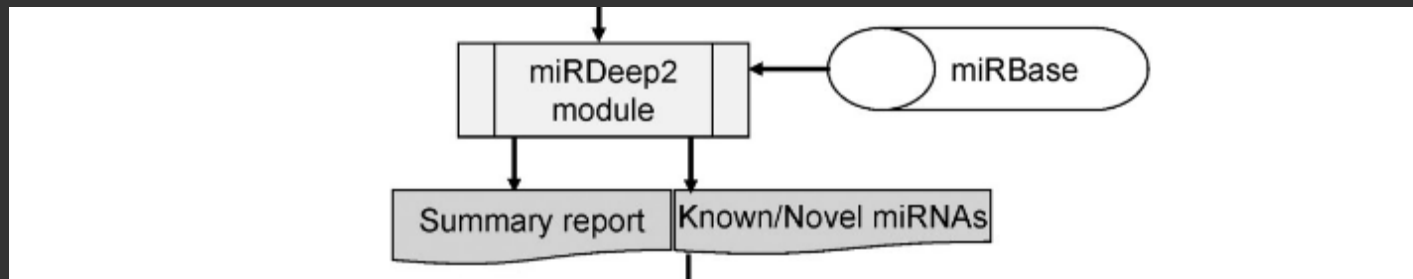 miRDeep2
module
miRBase
Summary report
Known/Novel miRNAs